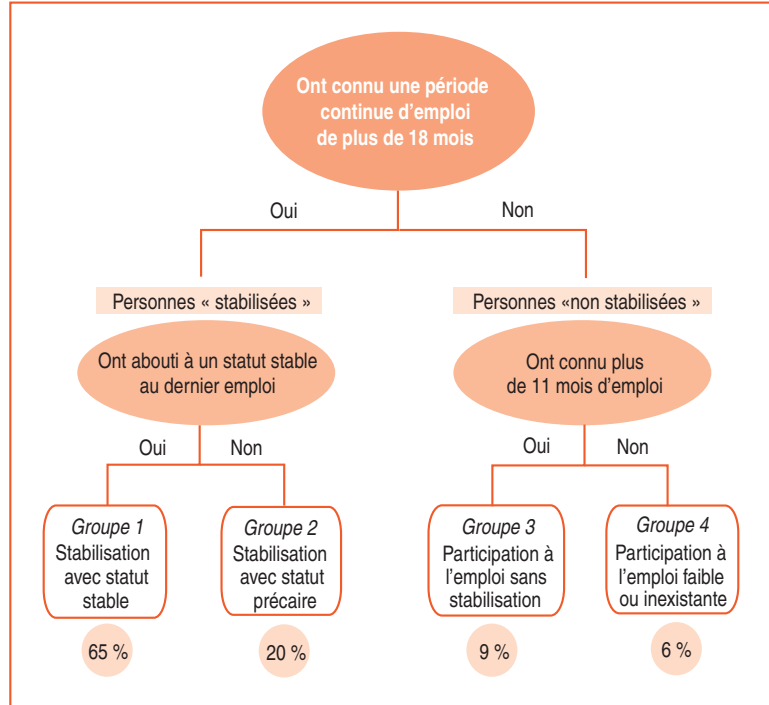 Ont connu une période
continue d'emploi
de plus de 18 mois
Oui
Non
Personnes « stabilisées »
Personnes «non stabilisées »
Ont abouti à un statut stable
au dernier emploi
Ont connu plus
de 11 mois d'emploi
Oui
Non
Oui
Non
Groupe 1
Stabilisation
avec statut
stable
Groupe 2
Stabilisation
avec statut
précaire
Groupe 3
Participation à
l'emploi sans
stabilisation
Groupe 4
Participation à
l'emploi faible
ou inexistante
65 %
20 %
9 %
6 %